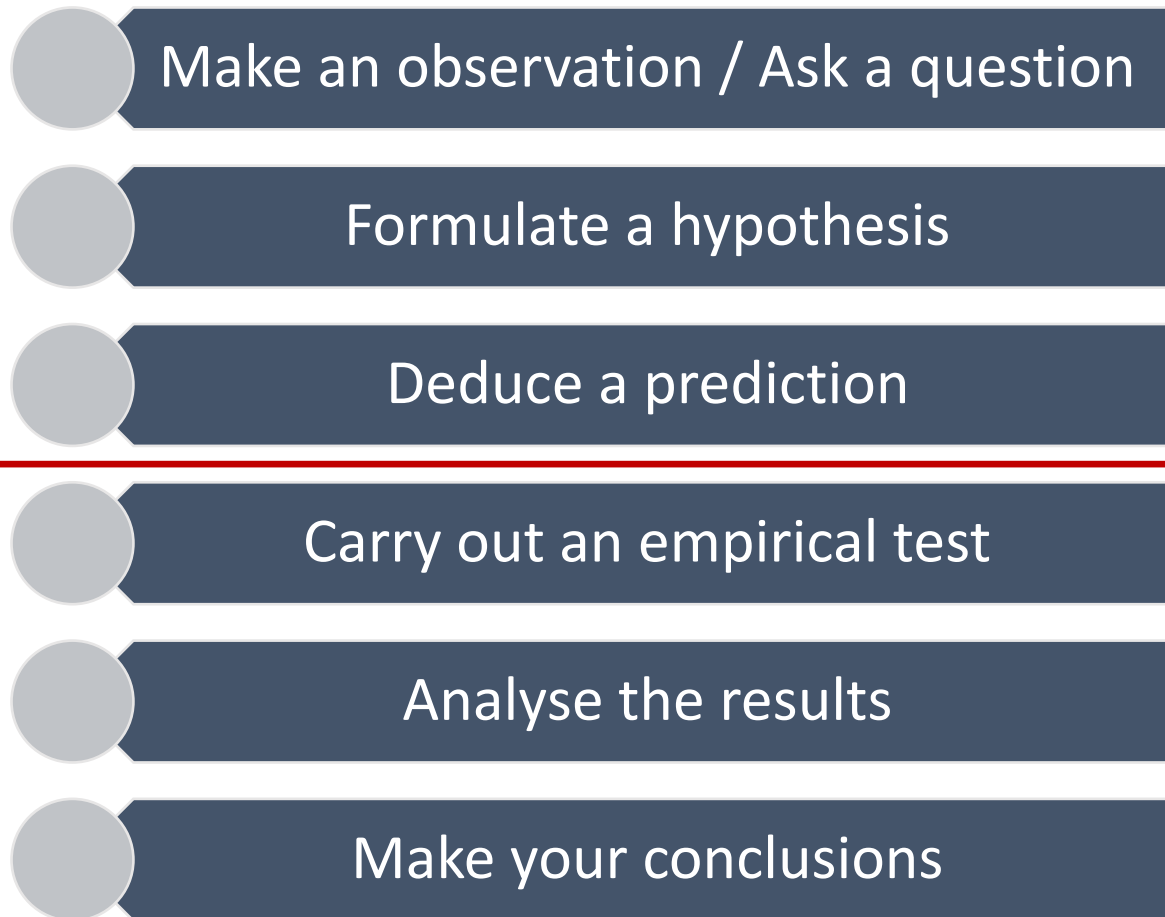 Make an observation / Ask a question
Formulate a hypothesis
Deduce a prediction
Carry out an empirical test
Analyse the results
Make your conclusions